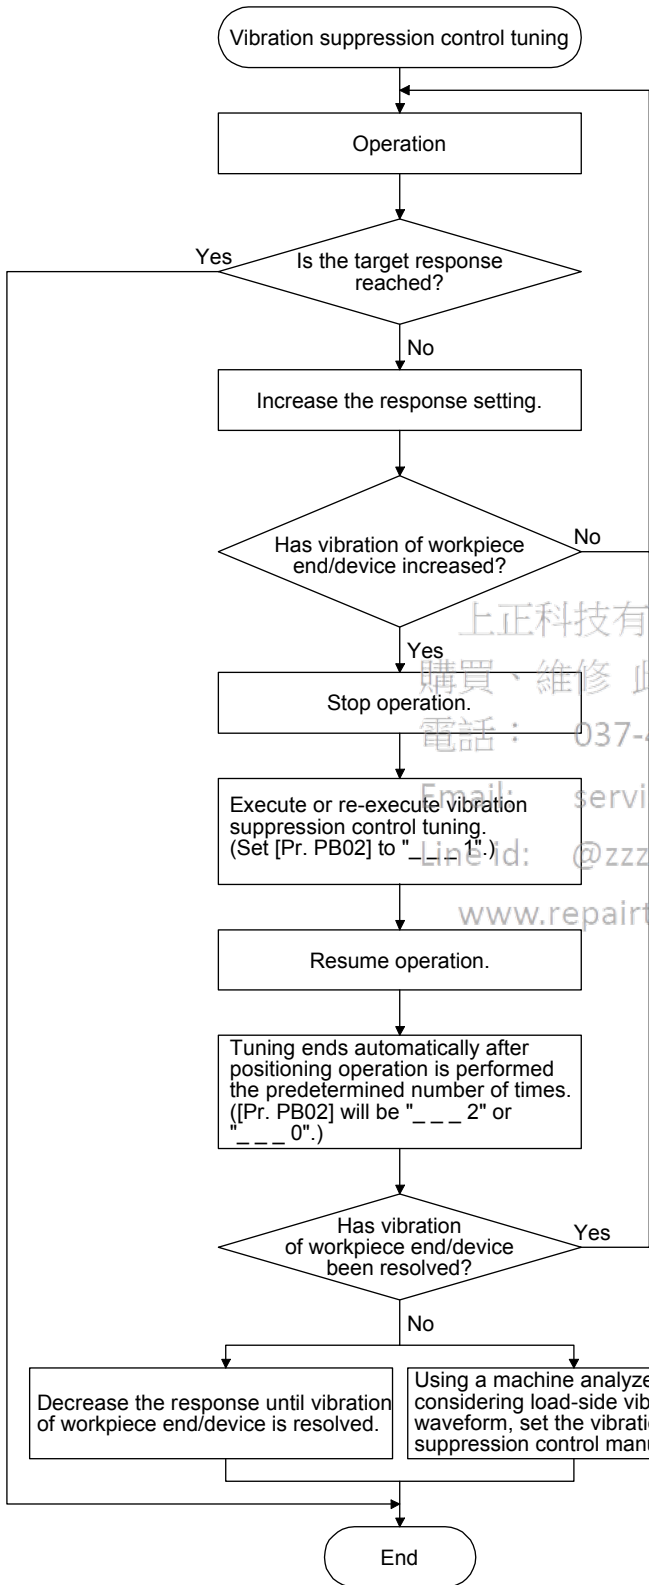 Vibration suppression control tuning
Operation
Is the target response
reached?
Yes
No
Increase the response setting.
Has vibration of workpiece
end/device increased?
No
Yes
上正科技有
Stop operation.
購買、維修
電話： 037-
Execute or re-execute vibration
suppression control tuning.
(Set [Pr. PB02] to "_ _ _ 1".)
Email: servi
Line id: @zzz
www.repairt
Resume operation.
Tuning ends automatically after
positioning operation is performed
the predetermined number of times.
([Pr. PB02] will be "_ _ _ 2" or
"_ _ _ 0".)
Has vibration
of workpiece end/device
been resolved?
Yes
No
Decrease the response until vibration
of workpiece end/device is resolved.
Using a machine analyze
considering load-side vib
waveform, set the vibrati
suppression control manu
End